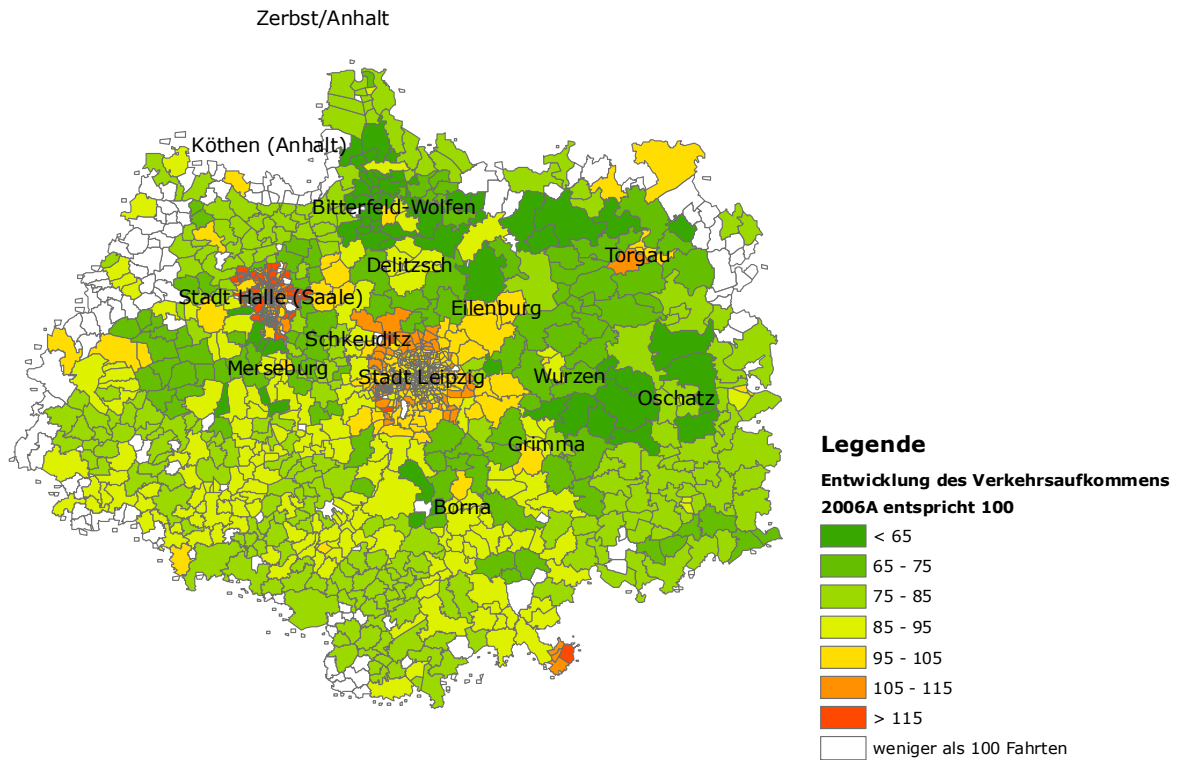 Zerbst/Anhalt
Köthen (Anhalt)
Bitterfeld-Wolfen
Torgau
Delitzsch
Stadt Halle (Saale)
Eilenburg
Schkeuditz
Merseburg
Stadt Leipzig
Wurzen
Oschatz
Grimma
Borna
Legende
Entwicklung des Verkehrsaufkommens
2006A entspricht 100
< 65
65 - 75
75 - 85
85 - 95
95 - 105
105 - 115
> 115
weniger als 100 Fahrten